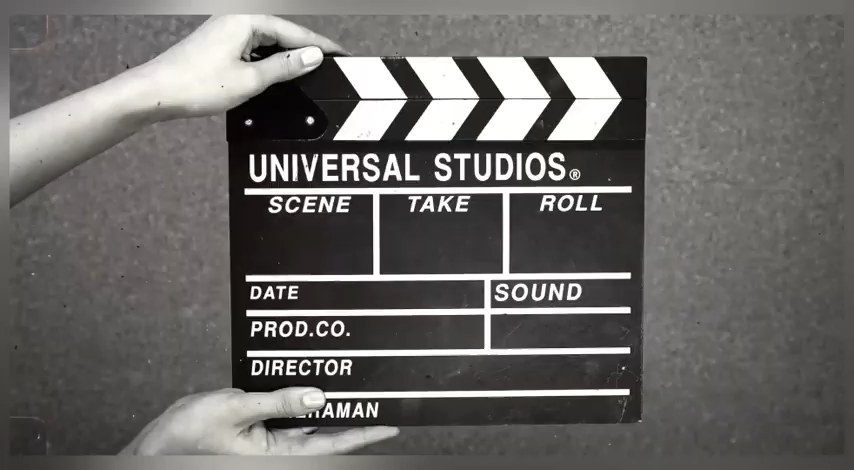 UNIVERSAL STUDIOS®
SCENE TAKE ROLL
DATE SOUND
PROD.CO.
DIRECTOR